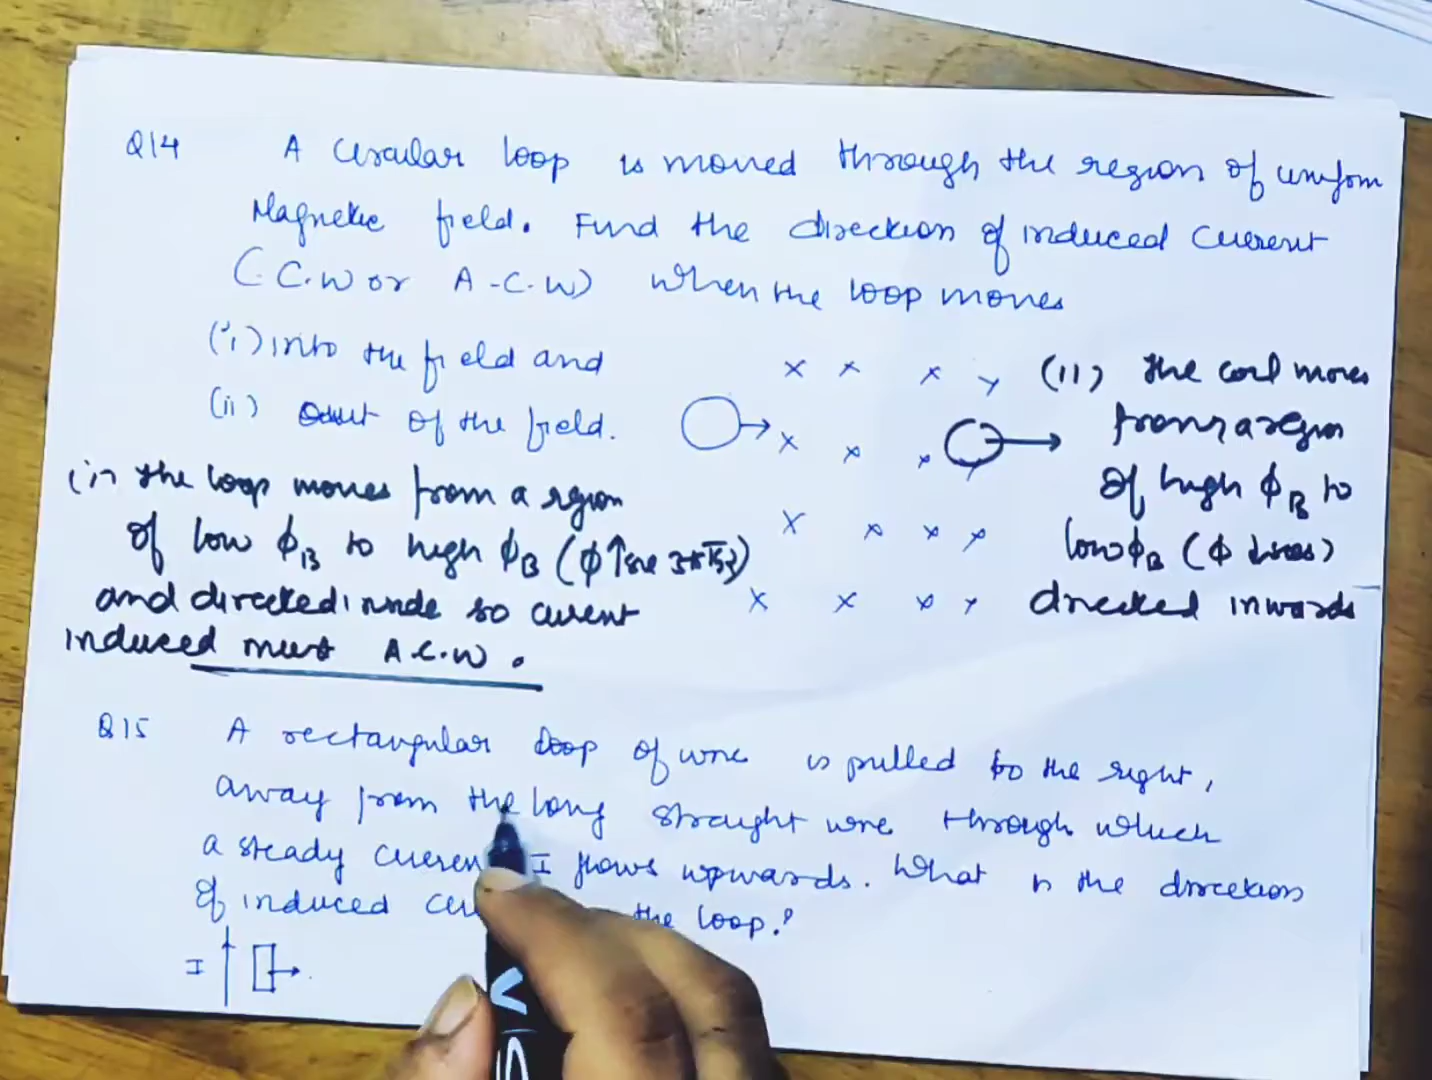 Q14 A circular loop is moved through the region of uniform
Magnetic field. Find the direction of induced current
(C.W or A.C.W) when the loop moves
(i) into the field and
(ii) out of the field.
(i) the loop moves from a region
of low ϕB to high ϕB (ϕ↑se
and directed inside so current
induced must A.C.W.
x x x x
x x x x
x x x x
x x x x
(ii) the coil moves
from a region
of high ϕB to
low ϕB (ϕ
directed inwards
Q15 A rectangular loop of wire is pulled to the right,
away from the long straight wire through which
a steady curren I flows upwards. What is the direction
of induced cu the loop.?
I